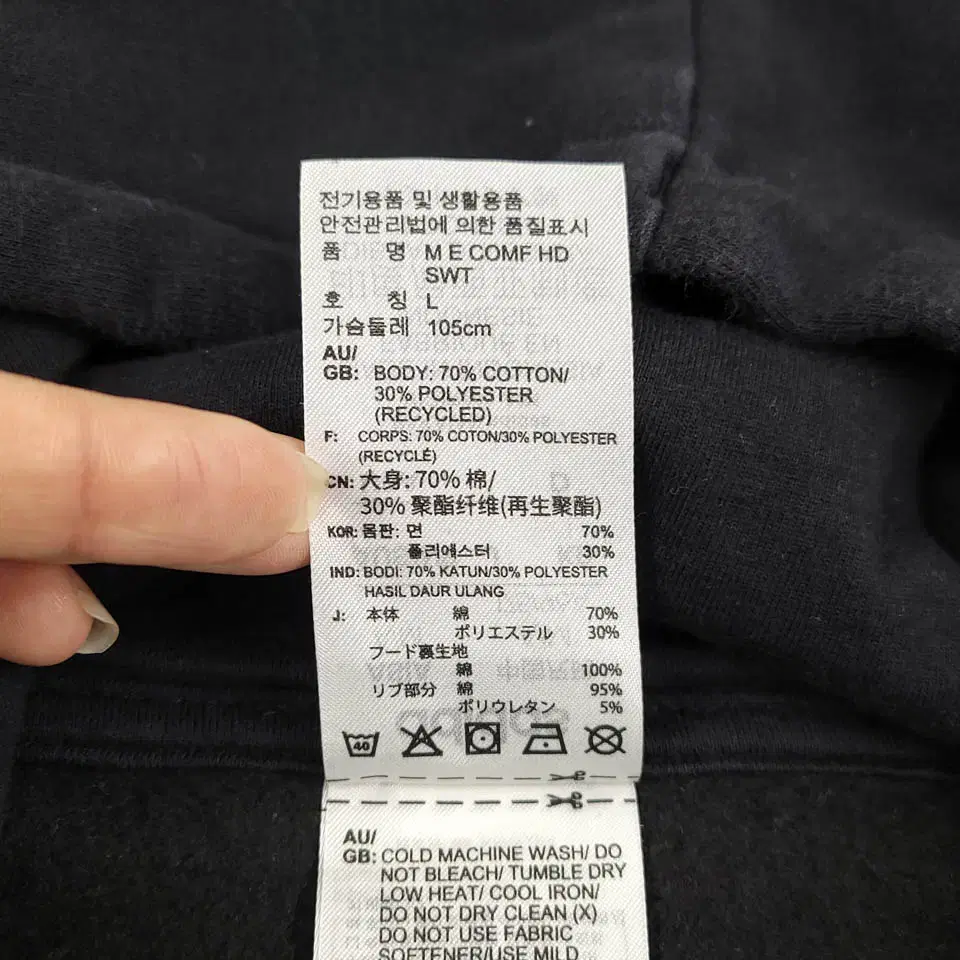 전기용품 및 생활용품
안전관리법에 의한 품질표시
품 명 M E COMF HD
SWT
호 칭 L
가슴둘레 105cm
AU/
GB: BODY: 70% COTTON/
30% POLYESTER
(RECYCLED)
F: CORPS: 70% COTON/30% POLYESTER
(RECYCLÉ)
CN: 大身: 70% 棉/
30% 聚酯纤维(再生聚酯)
KOR: 몸판: 면 70%
폴리에스터 30%
IND: BODI: 70% KATUN/30% POLYESTER
HASIL DAUR ULANG
J: 本体 綿 70%
ポリエステル 30%
フード裏生地
綿 100%
リブ部分 綿 95%
ポリウレタン 5%
40
AU/
GB: COLD MACHINE WASH/ DO
NOT BLEACH/ TUMBLE DRY
LOW HEAT/ COOL IRON/
DO NOT DRY CLEAN (X)
DO NOT USE FABRIC
SOFTENER/USE MILD